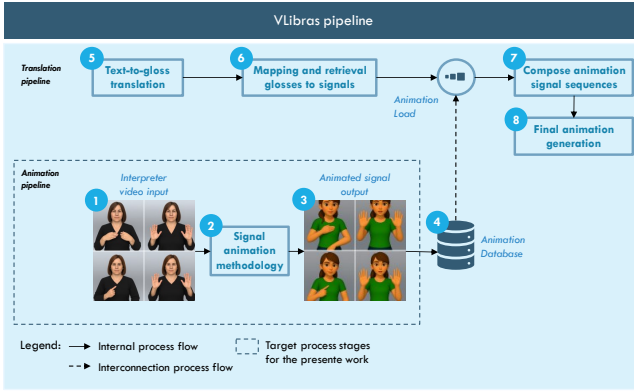 VLibras pipeline
Translation
pipeline
5
Text-to-gloss
translation
6
Mapping and retrieval
glosses to signals
Animation
Load
7
Compose animation
signal sequences
8
Final animation
generation
Animation
pipeline
1
Interpreter
video input
2
Signal
animation
methodology
3
Animated signal
output
4
Animation
Database
Legend:
Internal process flow
Interconnection process flow
Target process stages
for the presente work